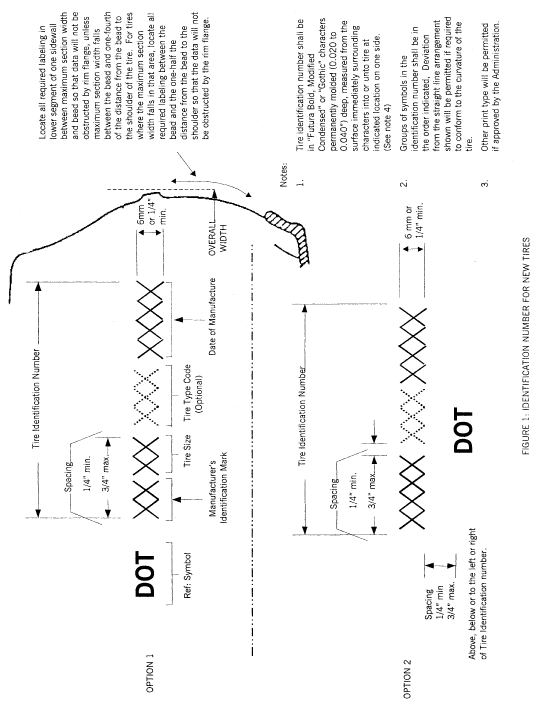 Locate all required labeling in
lower segment of one sidewall
between maximum section width
and bead so that data will not be
obstructed by rim flange, unless
maximum section width falls
between the bead and one-fourth
of the distance from the bead to
the shoulder of the tire. For tires
where the maximum section
width falls in that area, locate all
required labeling between the
bead and the one-half the
distance from the bead to the
shoulder so that the data will not
be obstructed by the rim flange.
Tire Identification Number
Spacing
1/4" min.
3/4" max.
OPTION 1
DOT
6mm
or 1/4"
min.
OVERALL
WIDTH
Ref: Symbol
Manufacturer's
Identification Mark
Tire Size
Tire Type Code
(Optional)
Date of Manufacture
Notes:
1. Tire identification number shall be
in "Futura Bold, Modified
Condensed" or "Gothic" characters
permanently molded (0.020 to
0.040") deep, measured from the
surface immediately surrounding
characters into or unto tire at
indicated location on one side.
(See note 4)
2. Groups of symbols in the
identification number shall be in
the order indicated, Deviation
from the straight line arrangement
shown will be permitted if required
to conform to the curvature of the
tire.
3. Other print type will be permitted
if approved by the Administration.
Tire Identification Number
Spacing
1/4" min.
3/4" max.
OPTION 2
6 mm or
1/4" min.
Spacing
1/4" min
3/4" max.
DOT
Above, below or to the left or right
of Tire Identification number.
FIGURE 1: IDENTIFICATION NUMBER FOR NEW TIRES